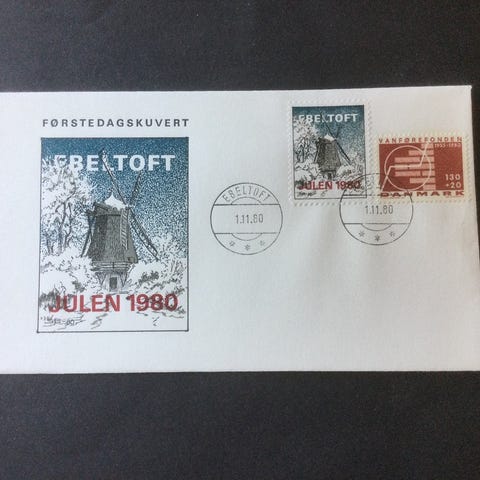 FØRSTEDAGSKUVERT
EBELTOFT
JULEN 1980
EBELTOFT
JULEN 1980
VANFØREFONDEN
1955-1980
130
+20
DANMARK
EBELTOFT
1.11.80
EBELTOFT
1.11.80